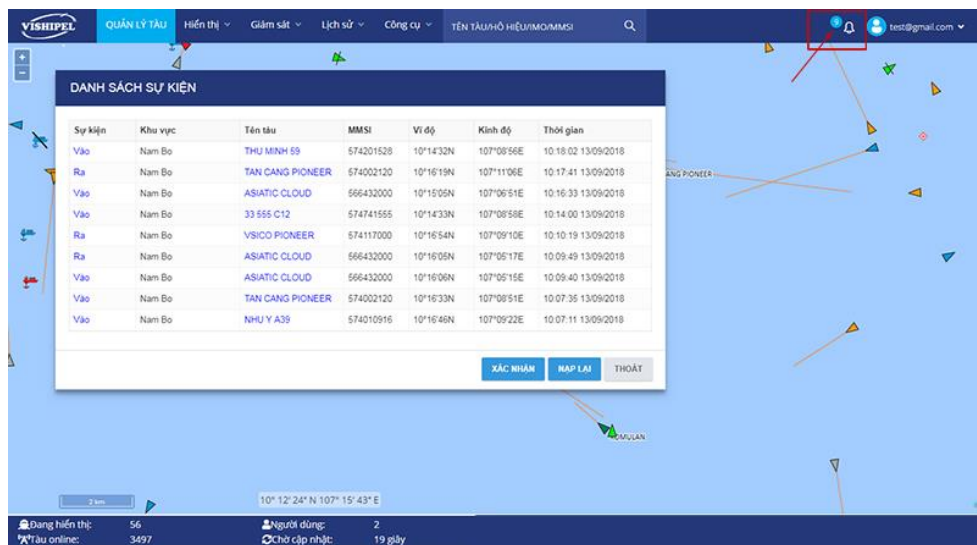 VISHIPEL QUẢN LÝ TÀU Hiển thị Giám sát Lịch sử Công cụ TÊN TÀU/HÔ HIỆU/IMO/MMSI 9 test@gmail.com
+
-
DANH SÁCH SỰ KIỆN
Sự kiện Khu vực Tên tàu MMSI Vĩ độ Kinh độ Thời gian
Vào Nam Bo THU MINH 59 574201528 10°14'32N 107°08'56E 10:18:02 13/09/2018
Ra Nam Bo TAN CANG PIONEER 574002120 10°16'19N 107°11'06E 10:17:41 13/09/2018
Vào Nam Bo ASIATIC CLOUD 566432000 10°15'05N 107°06'51E 10:16:33 13/09/2018
Vào Nam Bo 33 555 C12 574741555 10°14'33N 107°08'58E 10:14:00 13/09/2018
Ra Nam Bo VSICO PIONEER 574117000 10°16'54N 107°09'10E 10:10:19 13/09/2018
Ra Nam Bo ASIATIC CLOUD 566432000 10°16'05N 107°05'17E 10:09:49 13/09/2018
Vào Nam Bo ASIATIC CLOUD 566432000 10°16'06N 107°05'15E 10:09:40 13/09/2018
Vào Nam Bo TAN CANG PIONEER 574002120 10°16'33N 107°08'51E 10:07:35 13/09/2018
Vào Nam Bo NHU Y A39 574010916 10°16'46N 107°09'22E 10:07:11 13/09/2018
ANG PIONEER
XÁC NHẬN NẠP LẠI THOÁT
OMULAN
2 km 10° 12' 24" N 107° 15' 43" E
Đang hiển thị: 56 Người dùng: 2
Tàu online: 3497 Chờ cập nhật: 19 giây